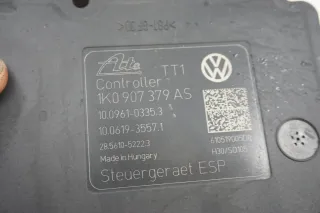 Ate TT1
Controller
1K0 907 379 AS
10.0961-0335.3
10.0619-3557.1
28.5610-5222.3
Made in Hungary
Steuergeraet ESP